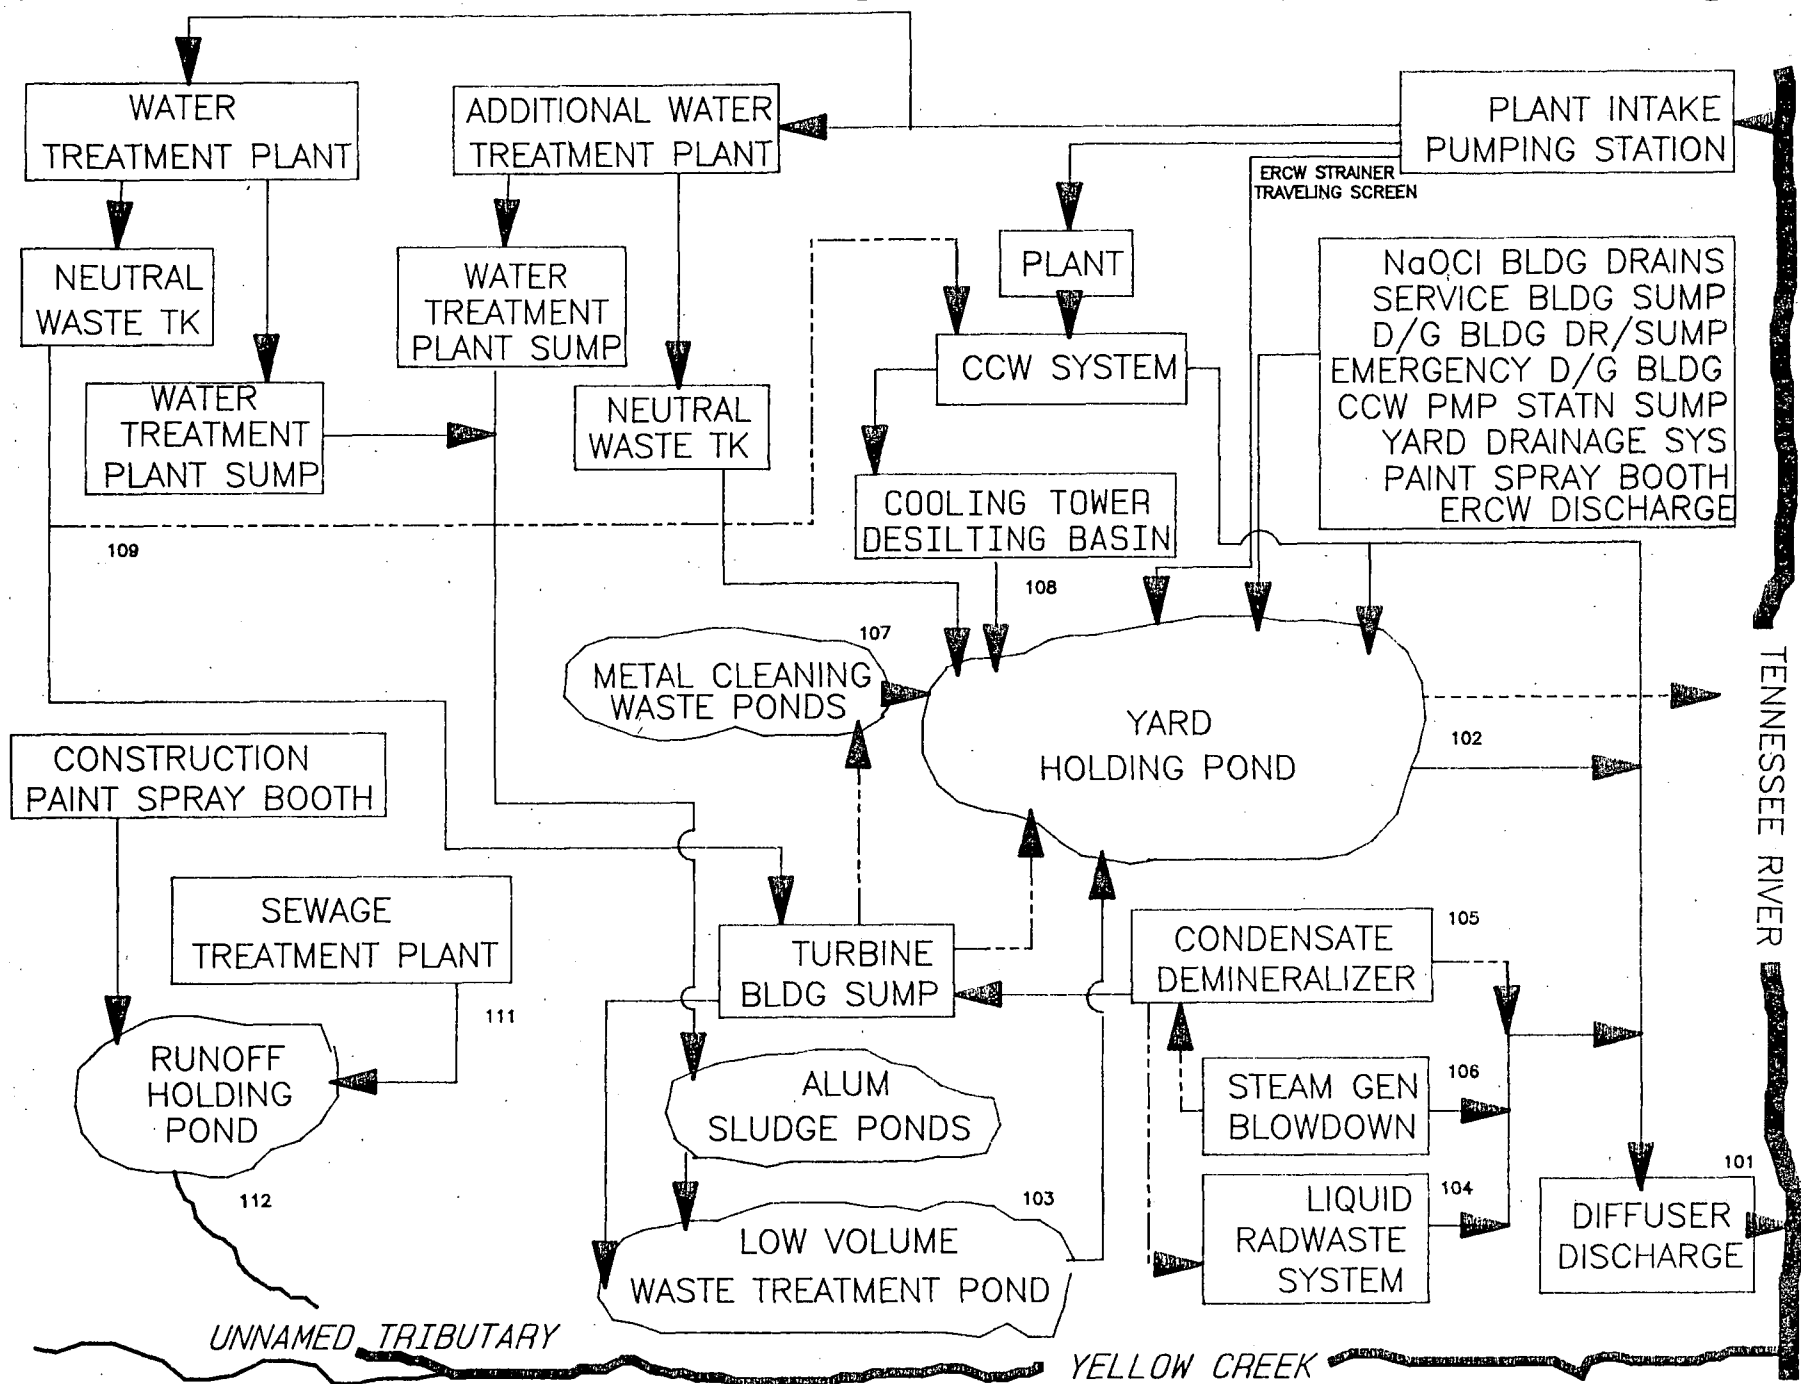 WATER
TREATMENT PLANT
ADDITIONAL WATER
TREATMENT PLANT
PLANT INTAKE
PUMPING STATION
ERCW STRAINER
TRAVELING SCREEN
NEUTRAL
WASTE TK
WATER
TREATMENT
PLANT SUMP
PLANT
NaOCl BLDG DRAINS
SERVICE BLDG SUMP
D/G BLDG DR/SUMP
EMERGENCY D/G BLDG
CCW PMP STATN SUMP
YARD DRAINAGE SYS
PAINT SPRAY BOOTH
ERCW DISCHARGE
CCW SYSTEM
WATER
TREATMENT
PLANT SUMP
NEUTRAL
WASTE TK
COOLING TOWER
DESILTING BASIN
109
108
107
METAL CLEANING
WASTE PONDS
YARD
HOLDING POND
102
TENNESSEE RIVER
CONSTRUCTION
PAINT SPRAY BOOTH
SEWAGE
TREATMENT PLANT
111
TURBINE
BLDG SUMP
CONDENSATE
DEMINERALIZER
105
RUNOFF
HOLDING
POND
112
ALUM
SLUDGE PONDS
STEAM GEN
BLOWDOWN
106
LOW VOLUME
WASTE TREATMENT POND
103
LIQUID
RADWASTE
SYSTEM
104
DIFFUSER
DISCHARGE
101
UNNAMED TRIBUTARY
YELLOW CREEK